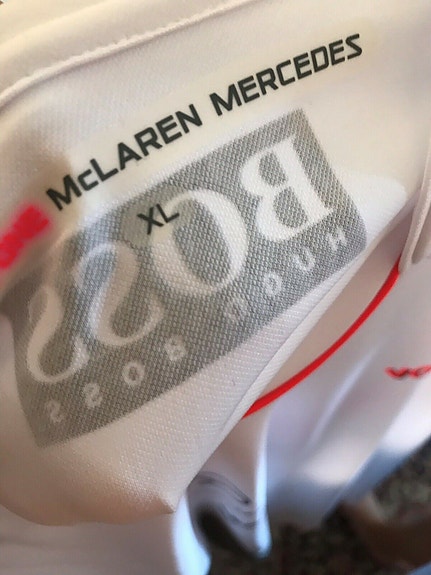 McLAREN MERCEDES
XL
BOSS
HUGO BOSS